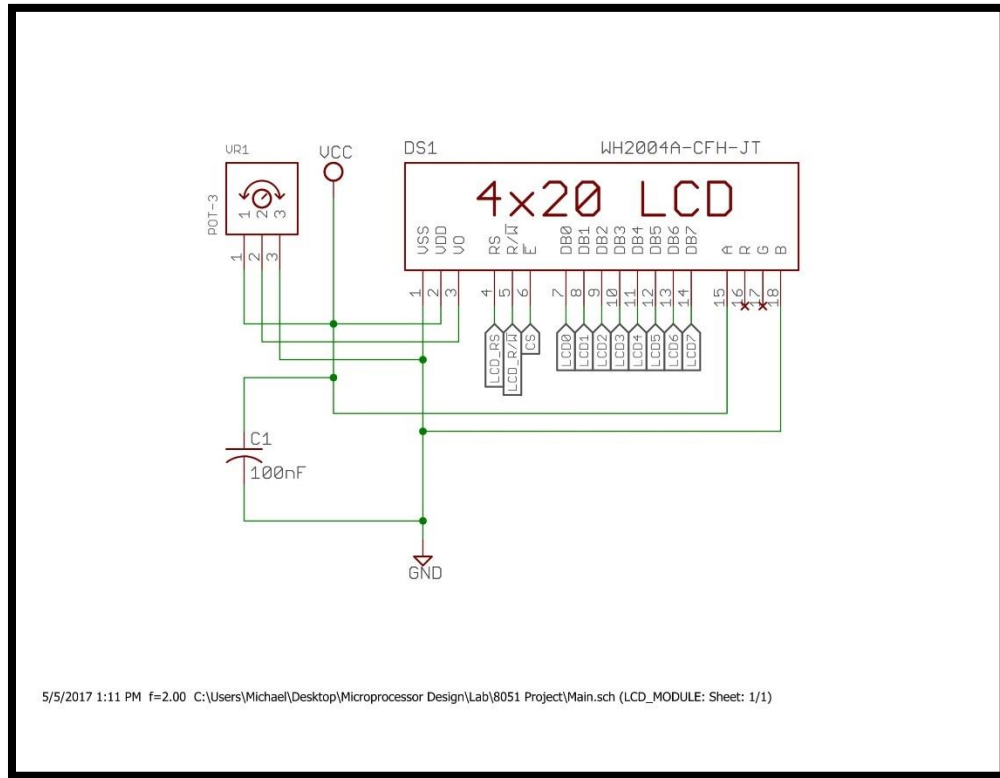 VR1
VCC
DS1 WH2004A-CFH-JT
4x20 LCD
POT-3
1 2 3
VSS VDD VO RS R/W E DB0 DB1 DB2 DB3 DB4 DB5 DB6 DB7 A R G B
1 2 3
1 2 3 4 5 6 7 8 9 10 11 12 13 14 15 16 17 18
LCD_RS LCD_R/W CS LCD0 LCD1 LCD2 LCD3 LCD4 LCD5 LCD6 LCD7
C1
100nF
GND
5/5/2017 1:11 PM f=2.00 C:\Users\Michael\Desktop\Microprocessor Design\Lab\8051 Project\Main.sch (LCD_MODULE: Sheet: 1/1)